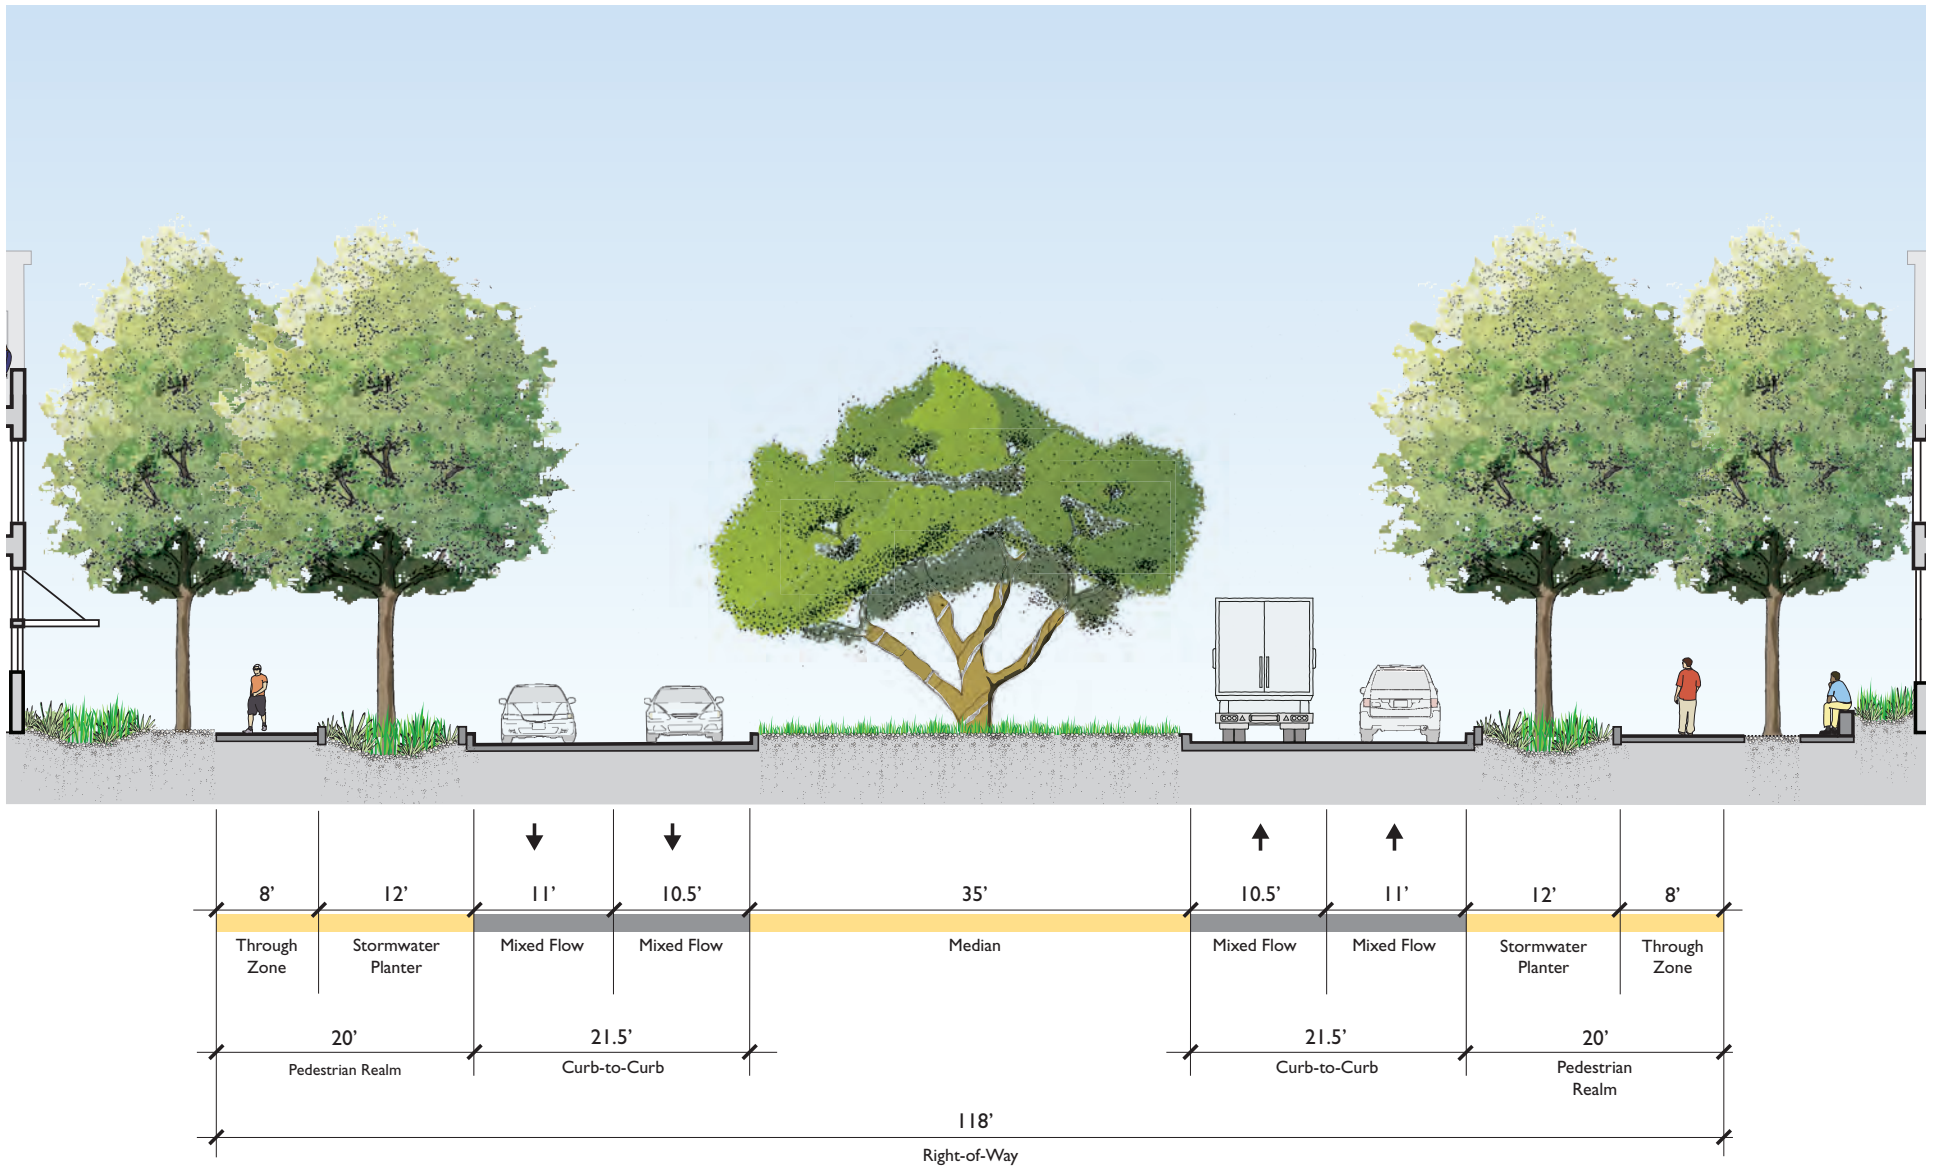 8’ 12’ 11’ 10.5’ 35’ 10.5’ 11’ 12’ 8’
Through Stormwater Mixed Flow Mixed Flow Median Mixed Flow Mixed Flow Stormwater Through
Zone Planter Planter Zone
20’ 21.5’ 21.5’ 20’
Pedestrian Realm Curb-to-Curb Curb-to-Curb Pedestrian
Realm
118’
Right-of-Way